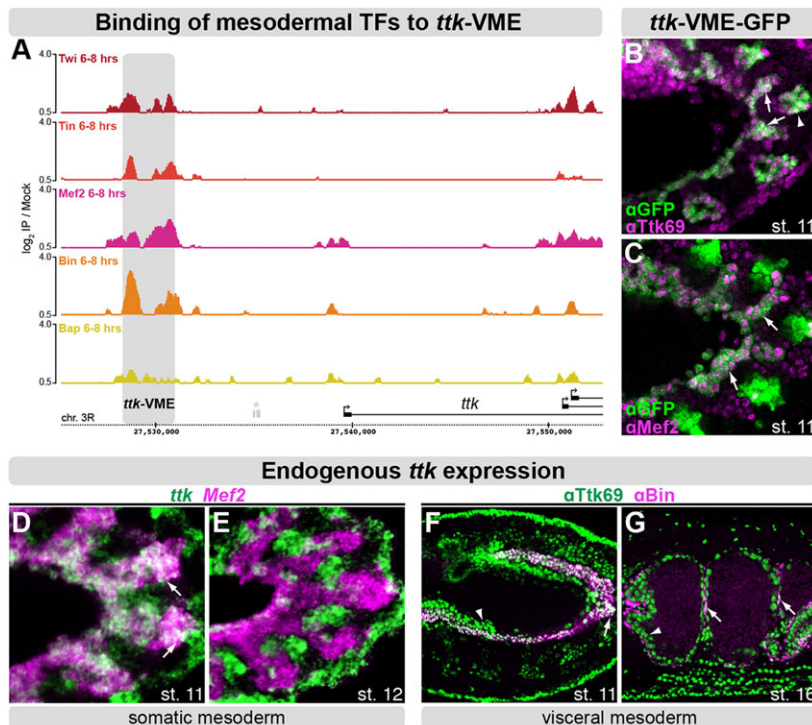 Binding of mesodermal TFs to ttk-VME
ttk-VME-GFP
A
4.0
Twi 6-8 hrs
0.5
4.0
Tin 6-8 hrs
0.5
4.0
Mef2 6-8 hrs
0.5
4.0
Bin 6-8 hrs
0.5
4.0
Bap 6-8 hrs
0.5
log2 IP / Mock
ttk-VME
*
ttk
chr. 3R
27,530,000
27,540,000
27,550,000
B
αGFP
αTtk69
st. 11
C
αGFP
αMef2
st. 11
Endogenous ttk expression
ttk Mef2
αTtk69 αBin
D
st. 11
E
st. 12
F
st. 11
G
st. 16
somatic mesoderm
visceral mesoderm